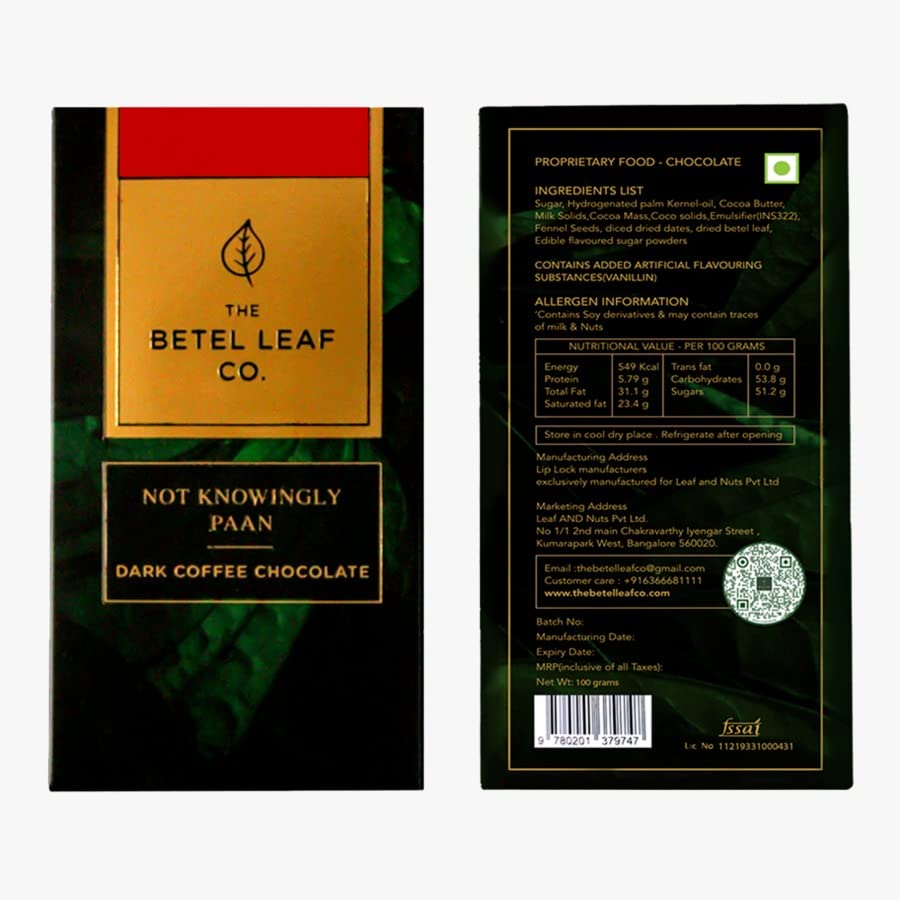 THE
BETEL LEAF
CO.
NOT KNOWINGLY
PAAN
DARK COFFEE CHOCOLATE
PROPRIETARY FOOD - CHOCOLATE
INGREDIENTS LIST
Sugar, Hydrogenated palm Kernel-oil, Cocoa Butter,
Milk Solids,Cocoa Mass,Coco solids,Emulsifier(INS322),
Fennel Seeds, diced dried dates, dried betel leaf,
Edible flavoured sugar powders
CONTAINS ADDED ARTIFICIAL FLAVOURING
SUBSTANCES(VANILLIN)
ALLERGEN INFORMATION
'Contains Soy derivatives & may contain traces
of milk & Nuts
NUTRITIONAL VALUE - PER 100 GRAMS
Energy 549 Kcal Trans fat 0.0 g
Protein 5.79 g Carbohydrates 53.8 g
Total Fat 31.1 g Sugars 51.2 g
Saturated fat 23.4 g
Store in cool dry place . Refrigerate after opening
Manufacturing Address
Lip Lock manufacturers
exclusively manufactured for Leaf and Nuts Pvt Ltd
Marketing Address
Leaf AND Nuts Pvt Ltd.
No 1/1 2nd main Chakravarthy Iyengar Street ,
Kumarapark West, Bangalore 560020.
Email :thebetelleafco@gmail.com
Customer care : +916366681111
www.thebetelleafco.com
Batch No:
Manufacturing Date:
Expiry Date:
MRP(inclusive of all Taxes):
Net Wt: 100 grams
9 780201 379747
fssai
Lic No 11219331000431